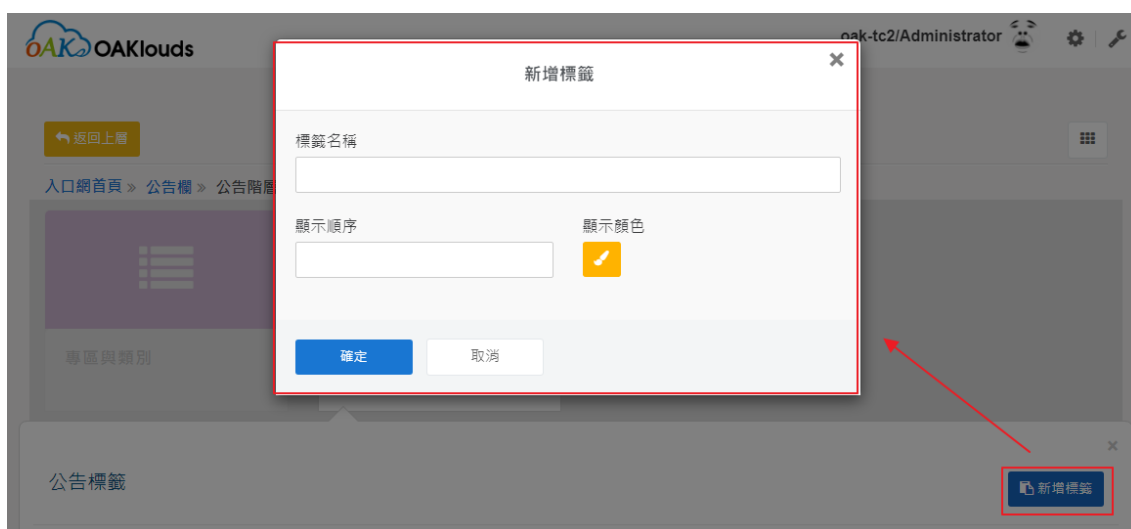 OAK OAKlouds
oak-tc2/Administrator
新增標籤
返回上層
標籤名稱
入口網首頁» 公告欄» 公告階層
顯示順序
顯示顏色
專區與類別
確定
取消
公告標籤
新增標籤